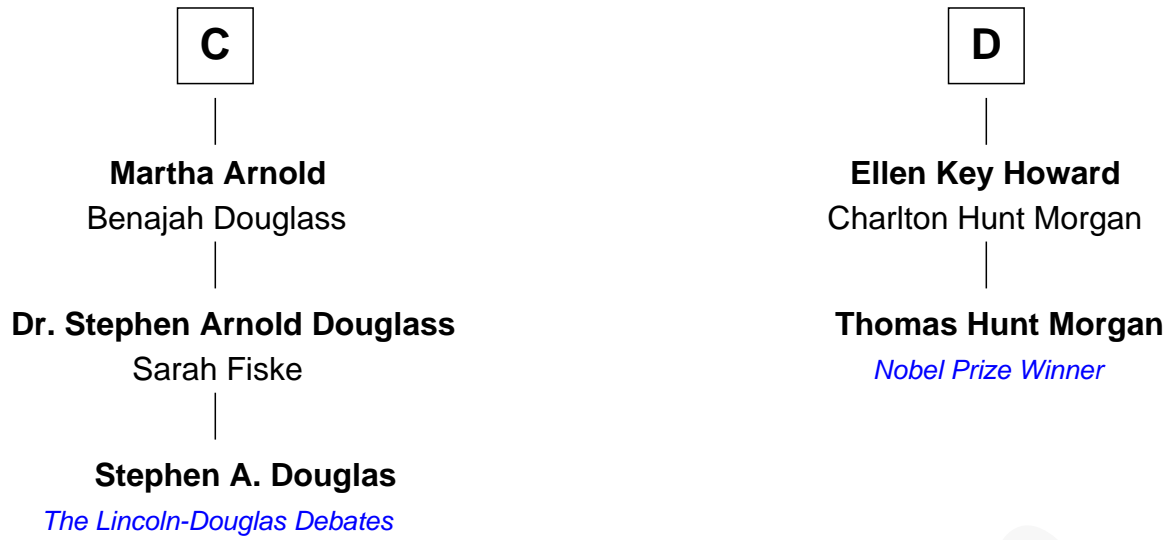 C
Martha Arnold
Benajah Douglass
Dr. Stephen Arnold Douglass
Sarah Fiske
Stephen A. Douglas
The Lincoln-Douglas Debates
D
Ellen Key Howard
Charlton Hunt Morgan
Thomas Hunt Morgan
Nobel Prize Winner